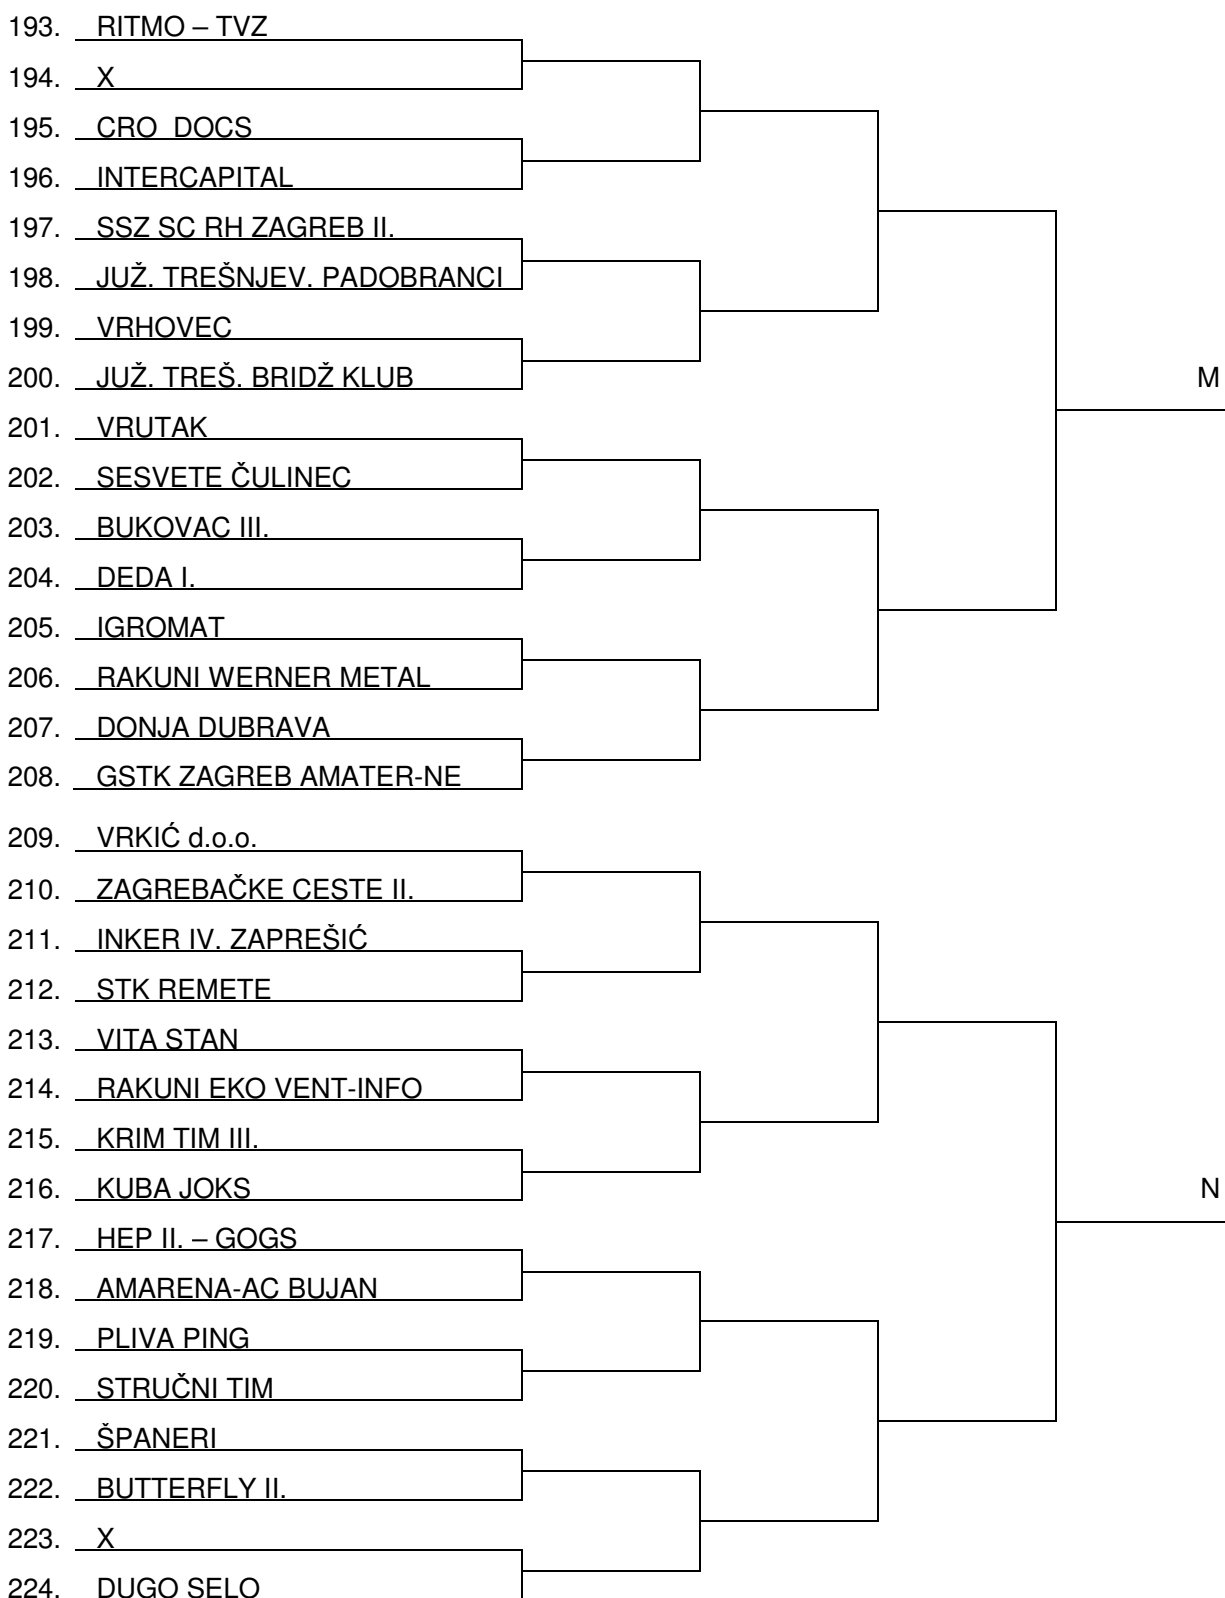 193. RITMO – TVZ
194. X
195. CRO DOCS
196. INTERCAPITAL
197. SSZ SC RH ZAGREB II.
198. JUŽ. TREŠNJEV. PADOBRANCI
199. VRHOVEC
200. JUŽ. TREŠ. BRIDŽ KLUB
M
201. VRUTAK
202. SESVETE ČULINEC
203. BUKOVAC III.
204. DEDA I.
205. IGROMAT
206. RAKUNI WERNER METAL
207. DONJA DUBRAVA
208. GSTK ZAGREB AMATER-NE
209. VRKIĆ d.o.o.
210. ZAGREBAČKE CESTE II.
211. INKER IV. ZAPREŠIĆ
212. STK REMETE
213. VITA STAN
214. RAKUNI EKO VENT-INFO
215. KRIM TIM III.
216. KUBA JOKS
N
217. HEP II. – GOGS
218. AMARENA-AC BUJAN
219. PLIVA PING
220. STRUČNI TIM
221. ŠPANERI
222. BUTTERFLY II.
223. X
224. DUGO SELO